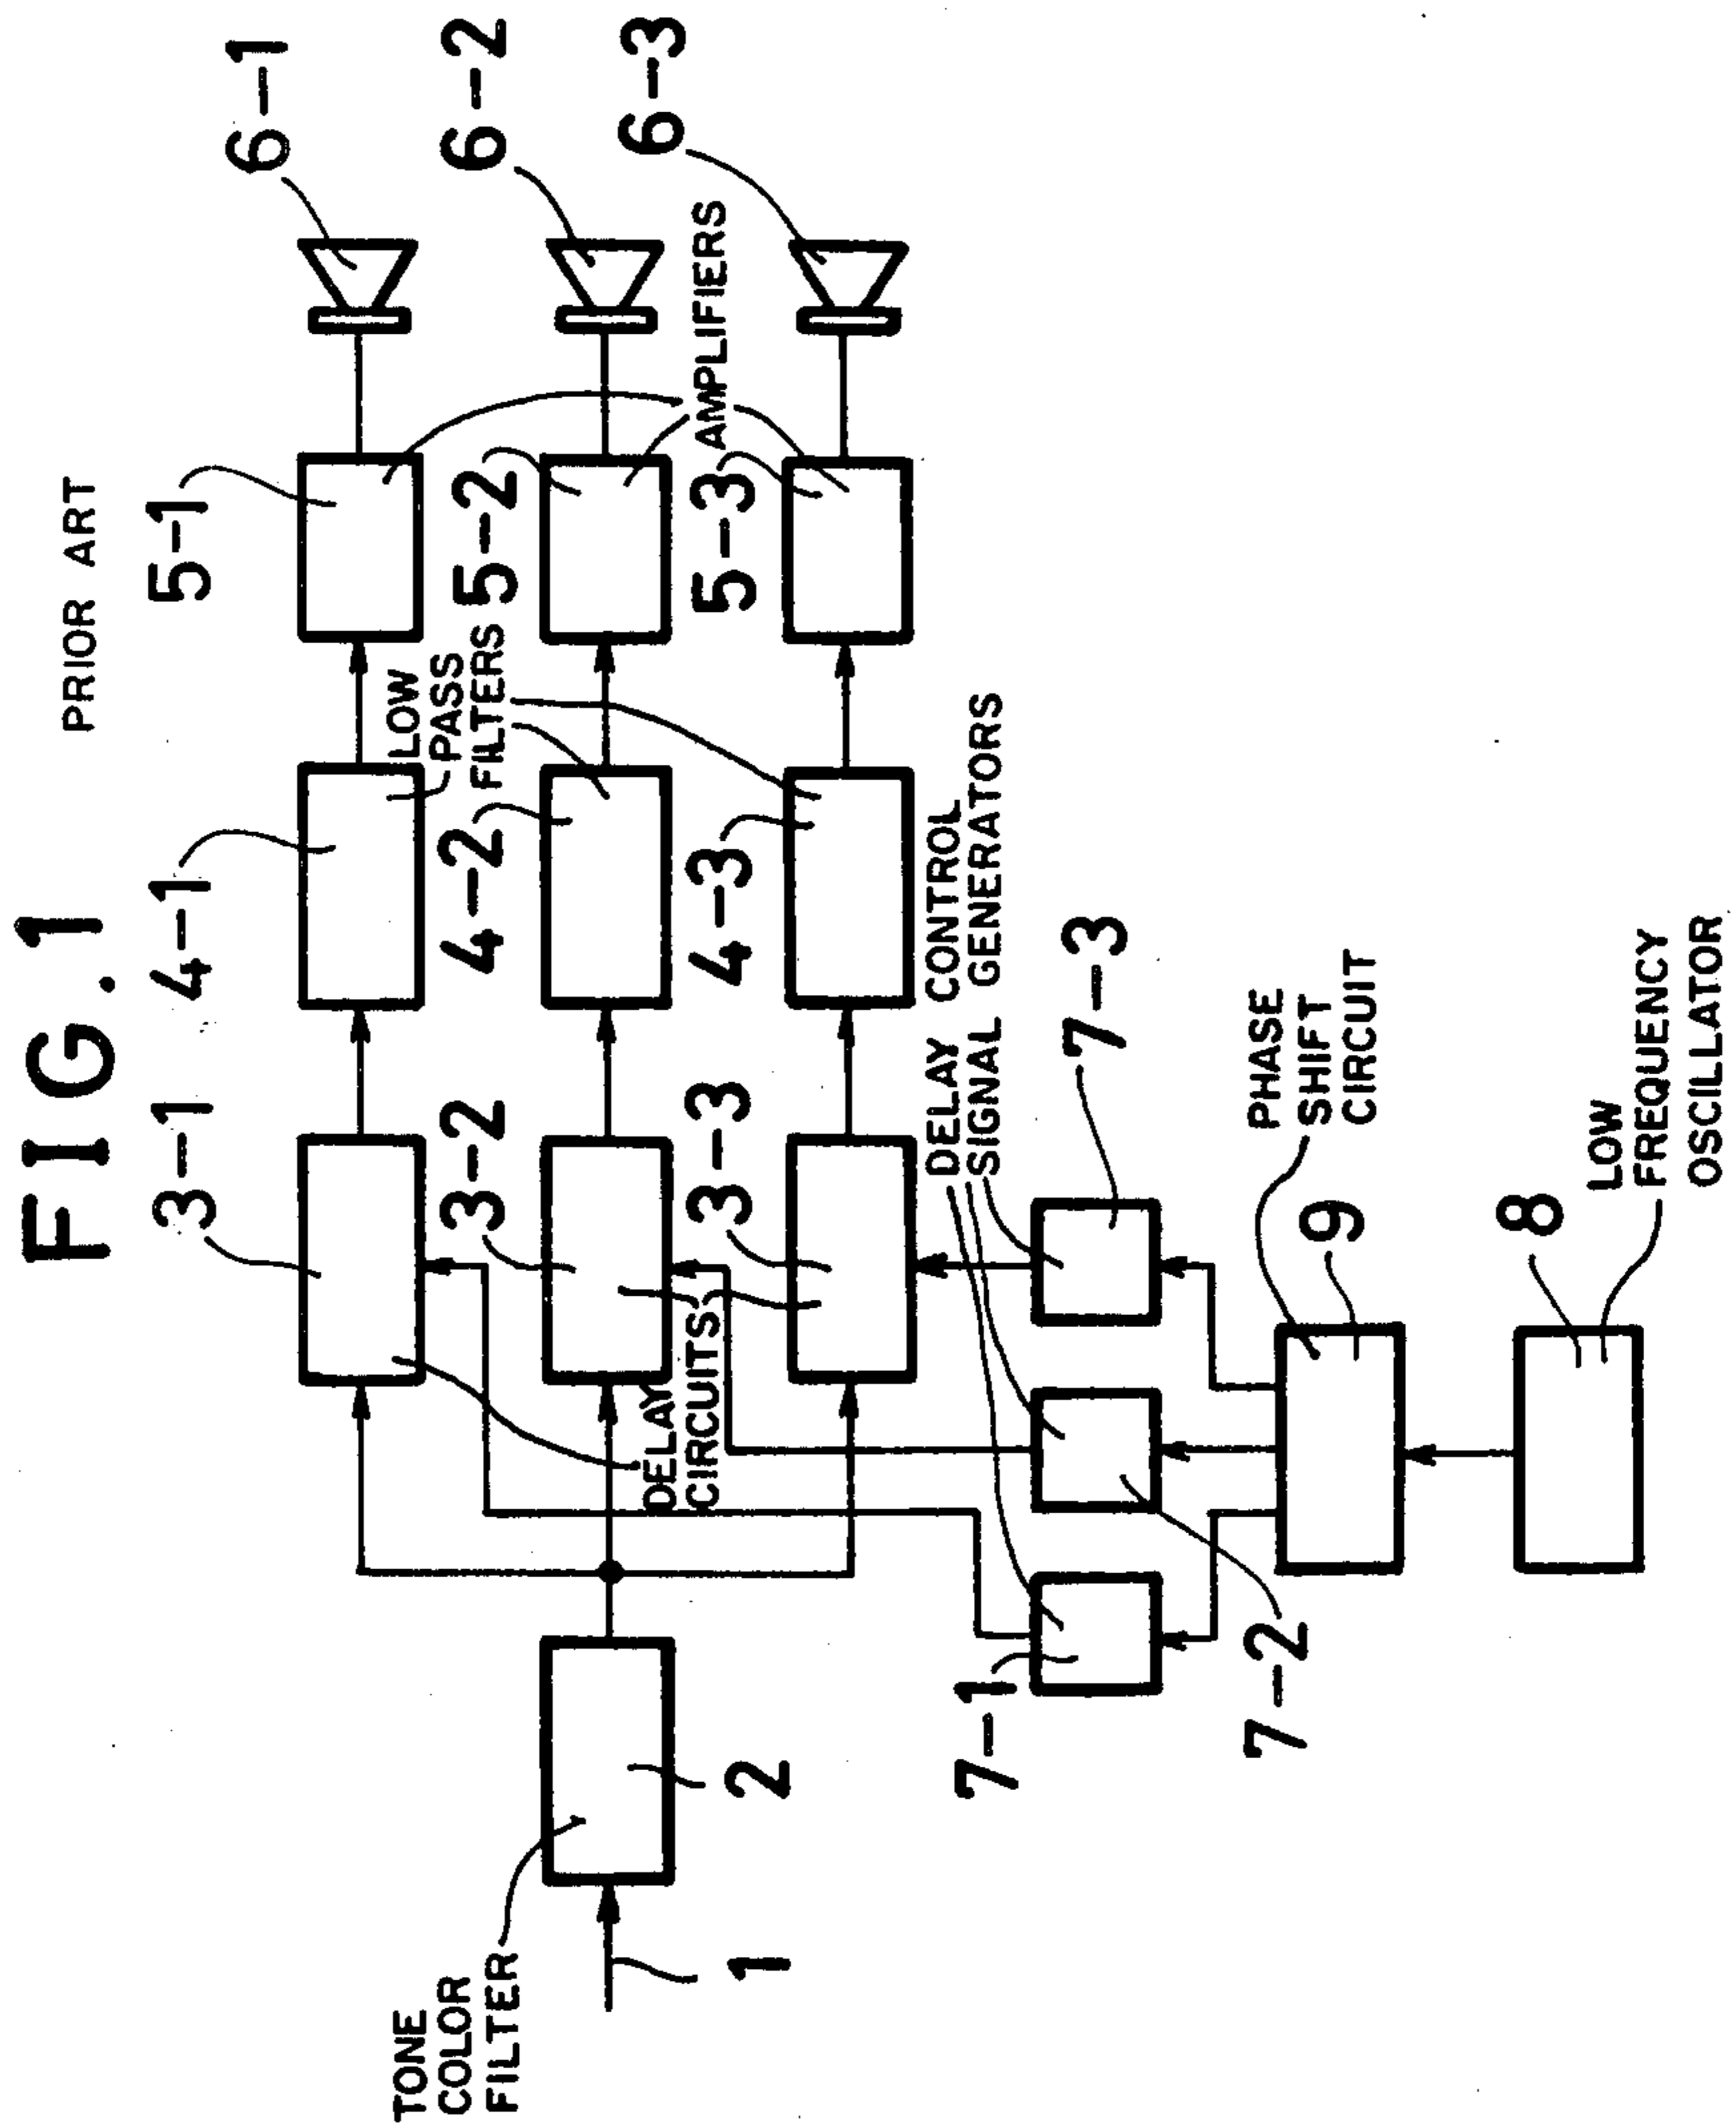 FIG. 1
PRIOR ART
3-1
4-1
5-1
6-1
LOW
PASS
FILTERS
3-2
4-2
5-2
6-2
TONE
COLOR
FILTER
DELAY
CIRCUITS
3-3
4-3
5-3
AMPLIFIERS
6-3
1
2
DELAY CONTROL
SIGNAL GENERATORS
7-1
7-2
7-3
PHASE
SHIFT
CIRCUIT
9
8
LOW
FREQUENCY
OSCILLATOR